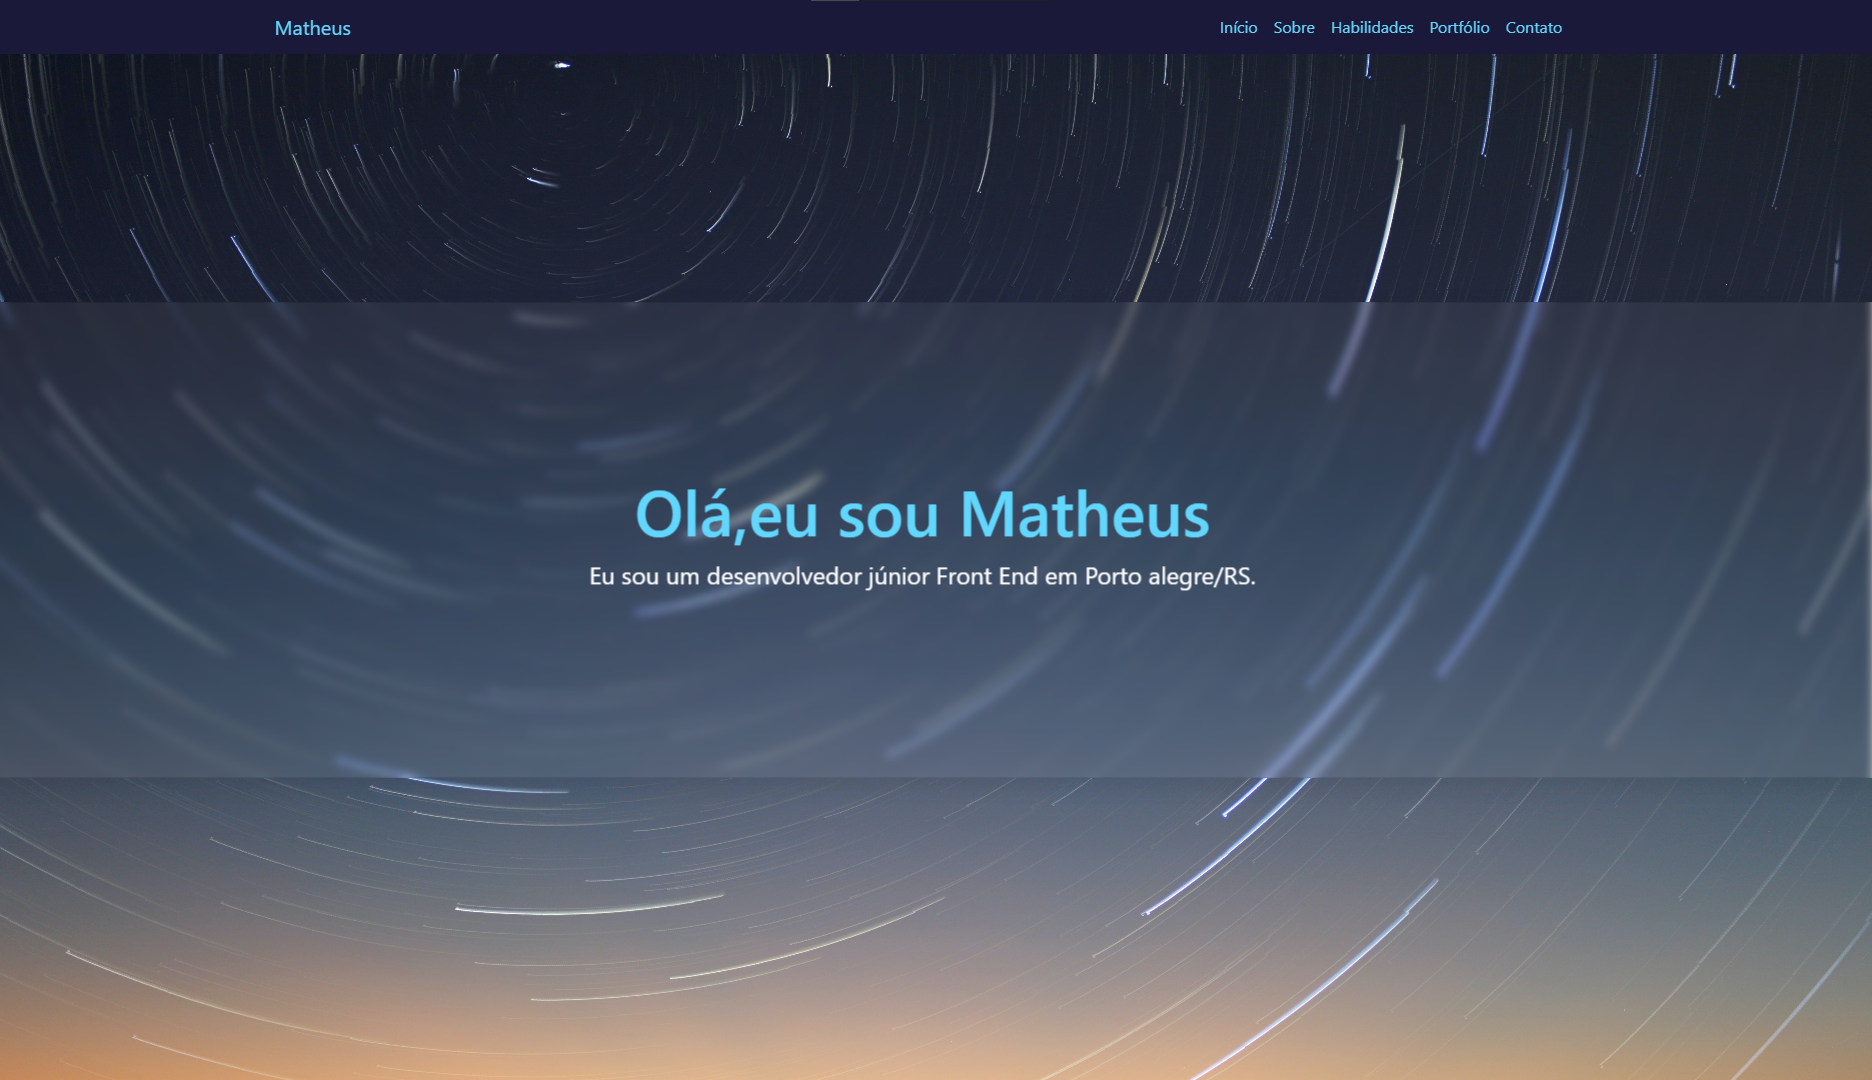 Matheus
Início Sobre Habilidades Portfólio Contato
Olá,eu sou Matheus
Eu sou um desenvolvedor júnior Front End em Porto alegre/RS.